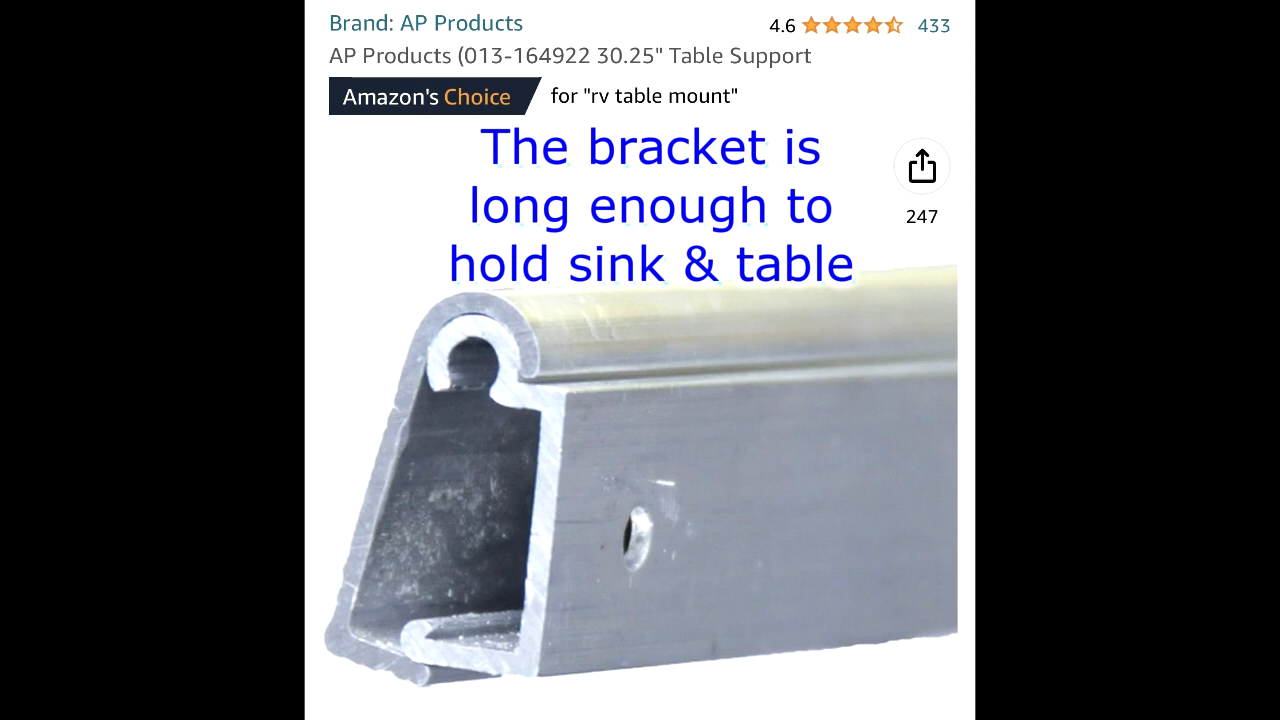 Brand: AP Products
4.6 433
AP Products (013-164922 30.25" Table Support
Amazon's Choice for "rv table mount"
The bracket is
long enough to
hold sink & table
247